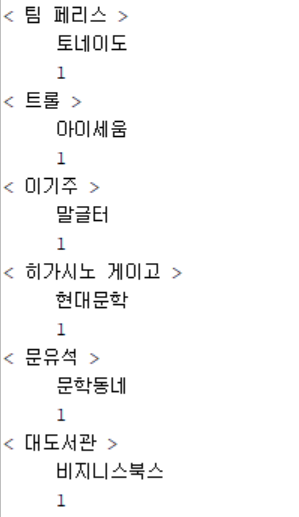 < 팀 페리스 >
토네이도
1
< 트롤 >
아이세움
1
< 이기주 >
말글터
1
< 히가시노 게이고 >
현대문학
1
< 문유석 >
문학동네
1
< 대도서관 >
비지니스북스
1